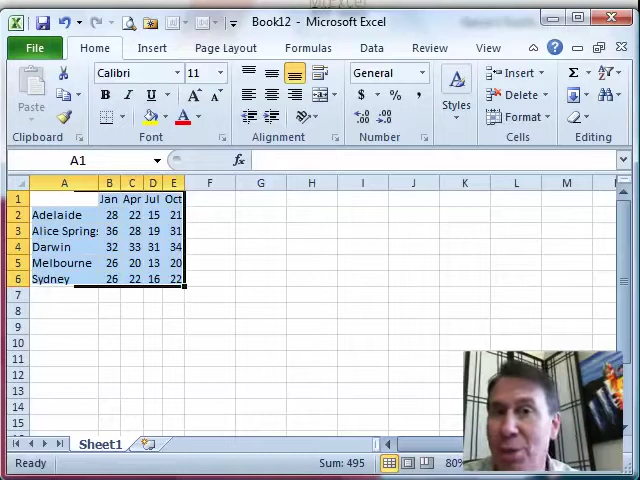 Book12 - Microsoft Excel
File Home Insert Page Layout Formulas Data Review View
Paste
Calibri 11
B I U
A A
General
$ % ,
Styles
Insert
Delete
Format
Σ
Clipboard Font Alignment Number Cells Editing
A1 fx
A B C D E F G H I J K L M
1 Jan Apr Jul Oct
2 Adelaide 28 22 15 21
3 Alice Springs 36 28 19 31
4 Darwin 32 33 31 34
5 Melbourne 26 20 13 20
6 Sydney 26 22 16 22
7
8
9
10
11
12
13
14
15
Sheet1
Ready Sum: 495 80%